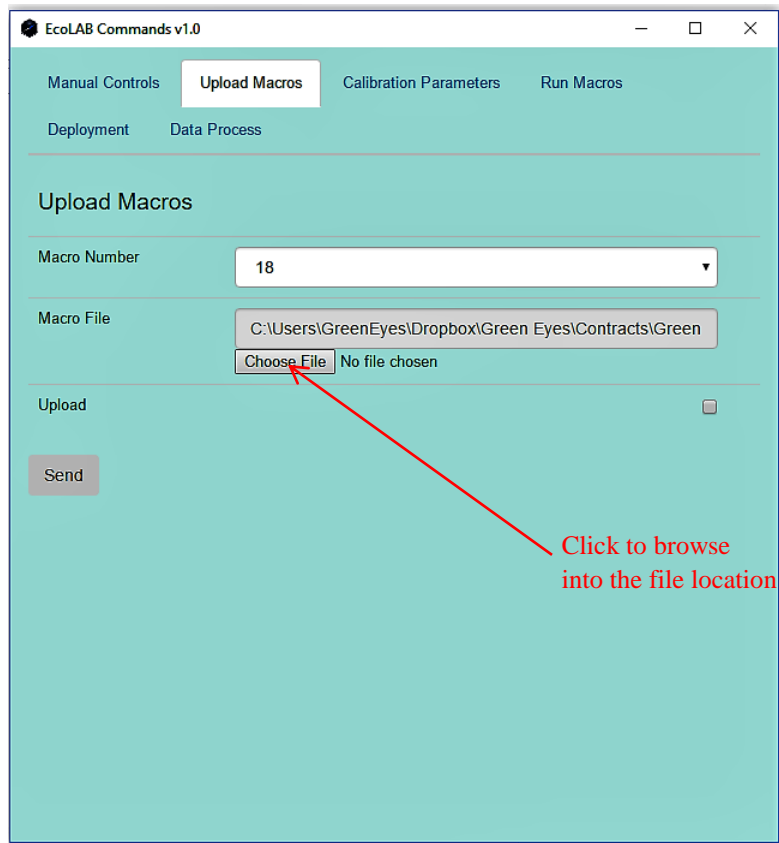 EcoLAB Commands v1.0
Manual Controls Upload Macros Calibration Parameters Run Macros
Deployment Data Process
Upload Macros
Macro Number 18
Macro File C:\Users\GreenEyes\Dropbox\Green Eyes\Contracts\Green
Choose File No file chosen
Upload
Send
Click to browse
into the file location